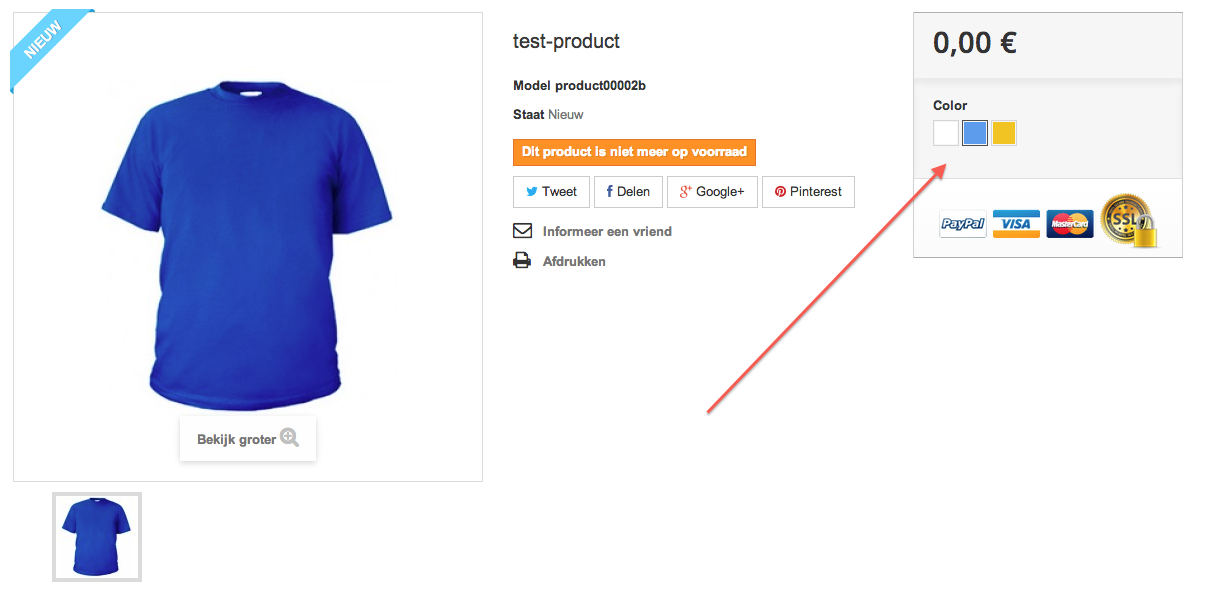 NIEUW
test-product
Model product00002b
Staat Nieuw
Dit product is niet meer op voorraad
Tweet
Delen
Google+
Pinterest
Informeer een vriend
Afdrukken
Bekijk groter
0,00 €
Color
PayPal
VISA
MasterCard
SSL